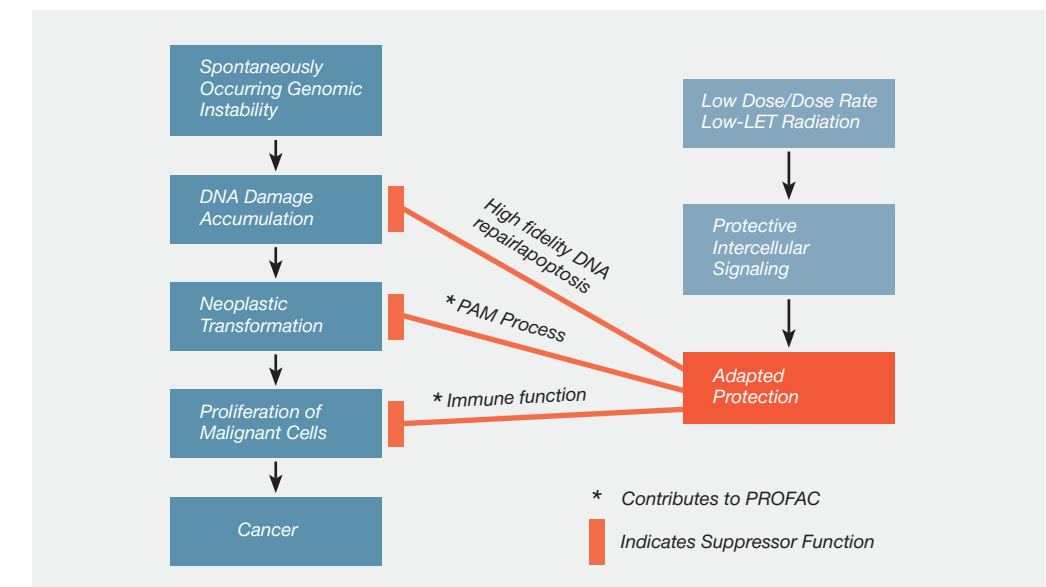 Spontaneously
Occurring Genomic
Instability
DNA Damage
Accumulation
Neoplastic
Transformation
Proliferation of
Malignant Cells
Cancer
High fidelity DNA
repairlapoptosis
* PAM Process
* Immune function
Low Dose/Dose Rate
Low-LET Radiation
Protective
Intercellular
Signaling
Adapted
Protection
* Contributes to PROFAC
Indicates Suppressor Function